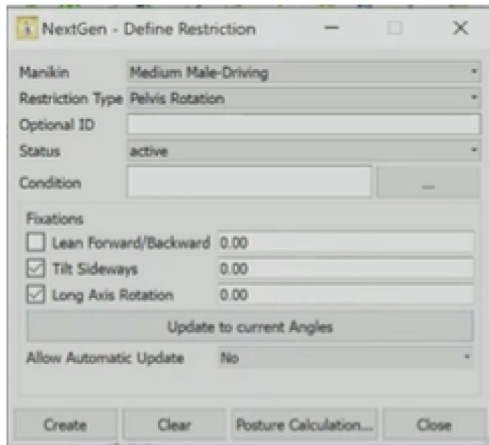 NextGen - Define Restriction
Manikin Medium Male-Driving
Restriction Type Pelvis Rotation
Optional ID
Status active
Condition ...
Fixations
Lean Forward/Backward 0.00
Tilt Sideways 0.00
Long Axis Rotation 0.00
Update to current Angles
Allow Automatic Update No
Create Clear Posture Calculation... Close